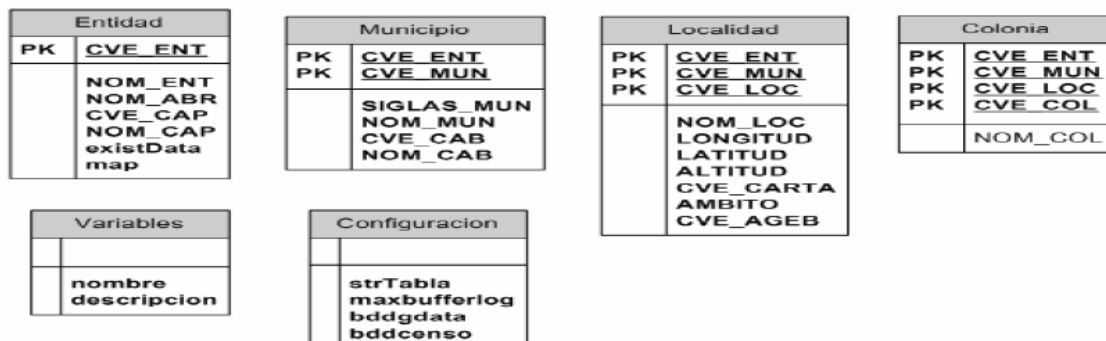 Entidad
PK CVE_ENT
NOM_ENT
NOM_ABR
CVE_CAP
NOM_CAP
existData
map
Municipio
PK CVE_ENT
PK CVE_MUN
SIGLAS_MUN
NOM_MUN
CVE_CAB
NOM_CAB
Localidad
PK CVE_ENT
PK CVE_MUN
PK CVE_LOC
NOM_LOC
LONGITUD
LATITUD
ALTITUD
CVE_CARTA
AMBITO
CVE_AGEB
Colonia
PK CVE_ENT
PK CVE_MUN
PK CVE_LOC
PK CVE_COL
NOM_COL
Variables
nombre
descripcion
Configuracion
strTabla
maxbufferlog
bddgdata
bddcenso